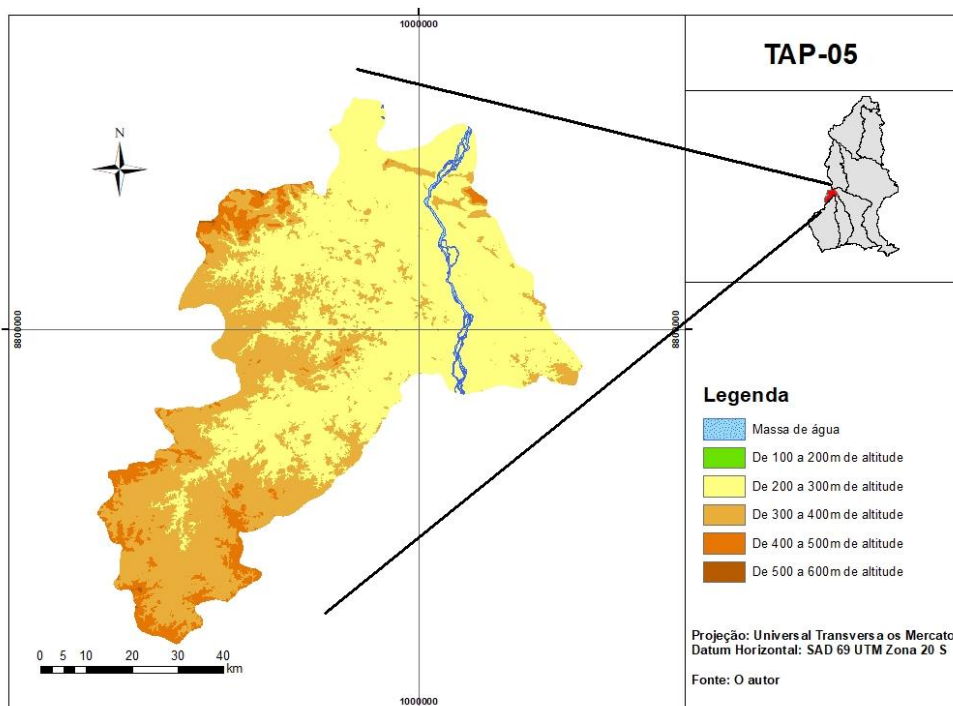 1000000
TAP-05
N
8800000
8800000
Legenda
Massa de água
De 100 a 200m de altitude
De 200 a 300m de altitude
De 300 a 400m de altitude
De 400 a 500m de altitude
De 500 a 600m de altitude
0 5 10 20 30 40
km
1000000
Projeção: Universal Transversa os Mercato
Datum Horizontal: SAD 69 UTM Zona 20 S
Fonte: O autor